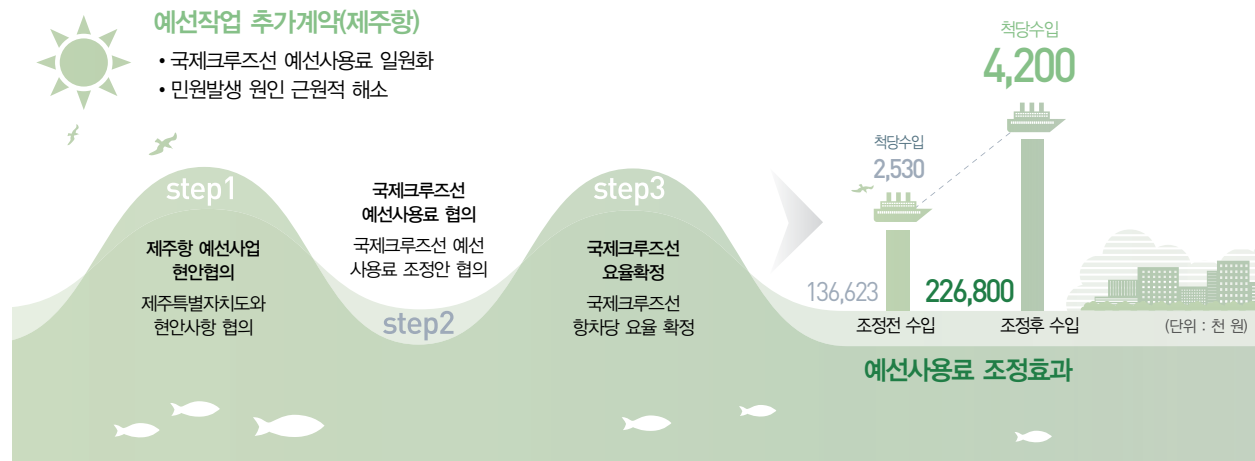 예선작업 추가계약(제주항)
• 국제크루즈선 예선사용료 일원화
• 민원발생 원인 근원적 해소
step1
제주항 예선사업
현안협의
제주특별자치도와
현안사항 협의
국제크루즈선
예선사용료 협의
국제크루즈선 예선
사용료 조정안 협의
step2
step3
국제크루즈선
요율확정
국제크루즈선
항차당 요율 확정
척당수입
2,530
척당수입
4,200
136,623
226,800
조정전 수입
조정후 수입
(단위 : 천 원)
예선사용료 조정효과